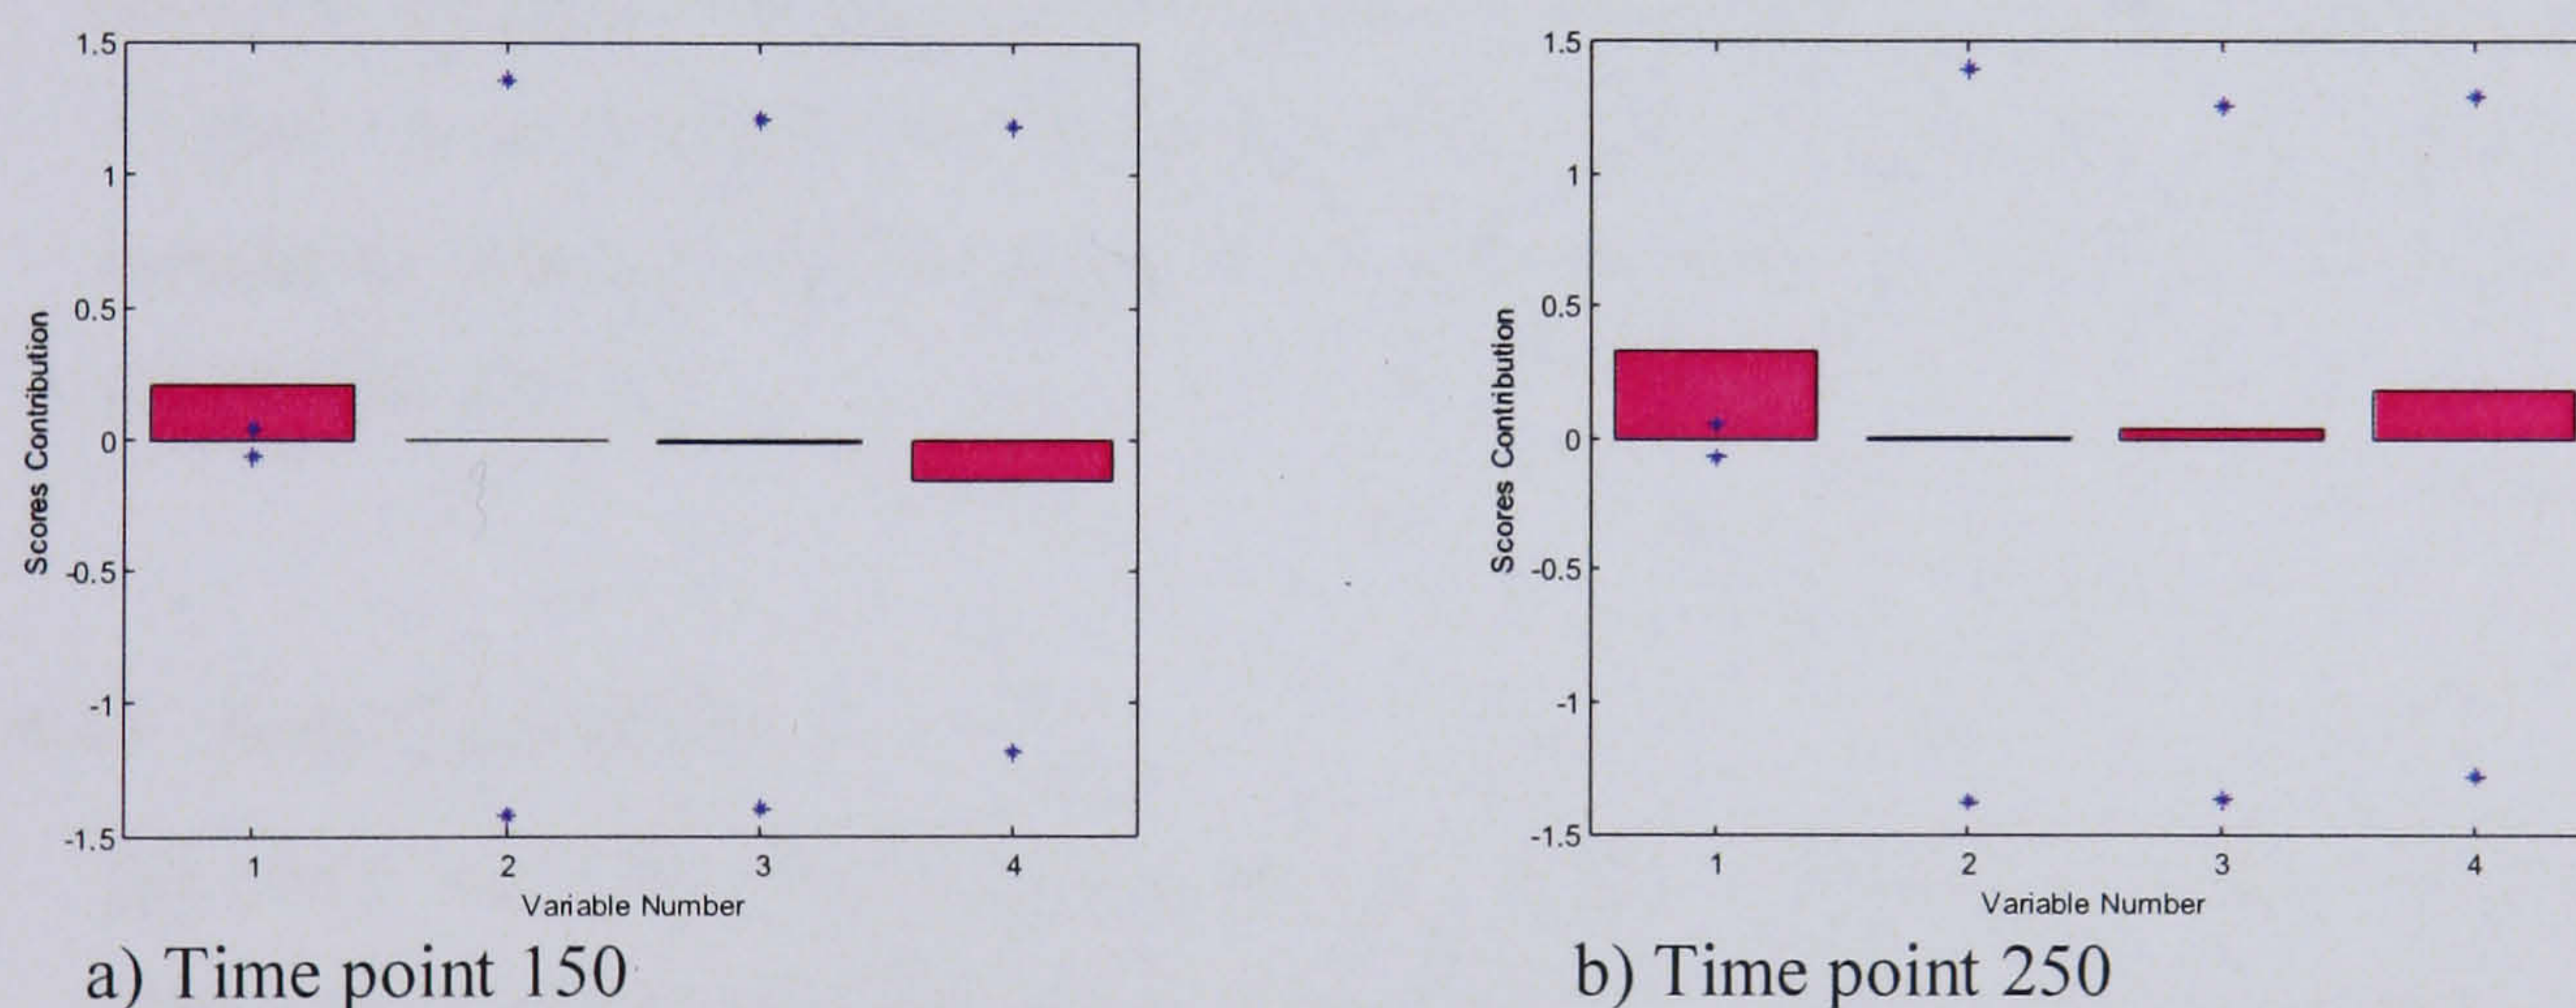 1.5
1
0.5
0
-0.5
-1
-1.5
Scores Contribution
1 2 3 4
Variable Number
a) Time point 150
1.5
1
0.5
0
-0.5
-1
-1.5
Scores Contribution
1 2 3 4
Variable Number
b) Time point 250